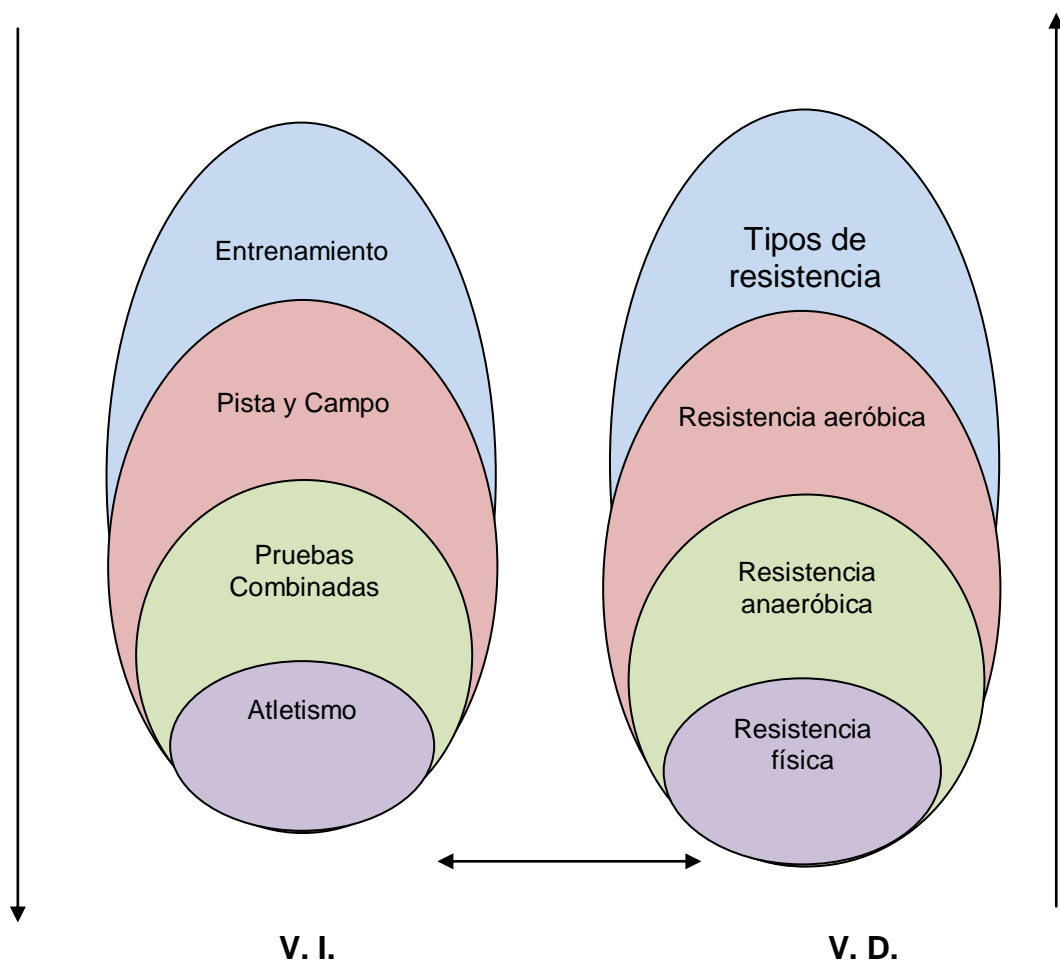 Entrenamiento
Pista y Campo
Pruebas
Combinadas
Atletismo
Tipos de
resistencia
Resistencia aeróbica
Resistencia
anaeróbica
Resistencia
física
V. I.
V. D.